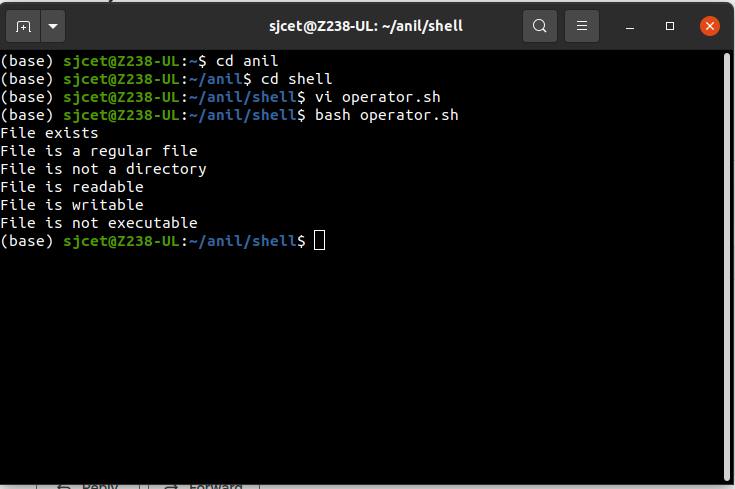 sjcet@Z238-UL: ~/anil/shell
(base) sjcet@Z238-UL:~$ cd anil
(base) sjcet@Z238-UL:~/anil$ cd shell
(base) sjcet@Z238-UL:~/anil/shell$ vi operator.sh
(base) sjcet@Z238-UL:~/anil/shell$ bash operator.sh
File exists
File is a regular file
File is not a directory
File is readable
File is writable
File is not executable
(base) sjcet@Z238-UL:~/anil/shell$
Reply Forward